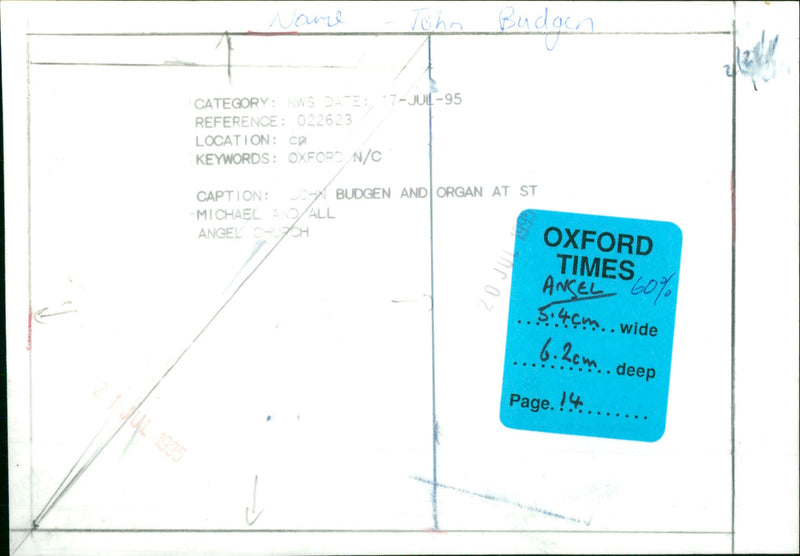 Name - John Budgen
CATEGORY: NWS DATE: 17-JUL-95
REFERENCE: 022623
LOCATION: CR
KEYWORDS: OXFORD N/C
CAPTION: JOHN BUDGEN AND ORGAN AT ST
MICHAEL AND ALL
ANGEL CHURCH
20 JUL 1995
OXFORD
TIMES
ANGEL 60%
5.4cm wide
6.2cm deep
Page. 14
21 JUL 1995